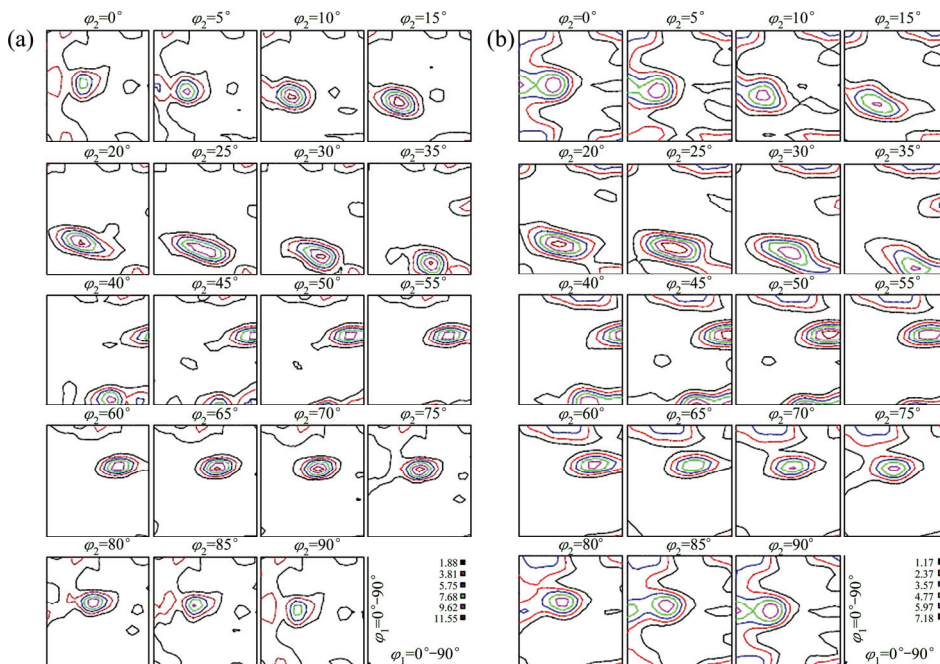 (a)
φ₂=0° φ₂=5° φ₂=10° φ₂=15°
φ₂=20° φ₂=25° φ₂=30° φ₂=35°
φ₂=40° φ₂=45° φ₂=50° φ₂=55°
φ₂=60° φ₂=65° φ₂=70° φ₂=75°
φ₂=80° φ₂=85° φ₂=90°
1.88
3.81
5.75
7.68
9.62
11.55
φ₁=0°−90°
φ₁=0°−90°
(b)
φ₂=0° φ₂=5° φ₂=10° φ₂=15°
φ₂=20° φ₂=25° φ₂=30° φ₂=35°
φ₂=40° φ₂=45° φ₂=50° φ₂=55°
φ₂=60° φ₂=65° φ₂=70° φ₂=75°
φ₂=80° φ₂=85° φ₂-90°
1.17
2.37
3.57
4.77
5.97
7.18
φ₁=0°−90°
φ₁=0°−90°